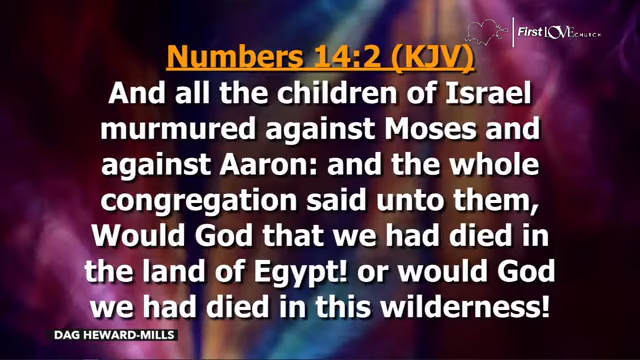 First LOVE CHURCH
Numbers 14:2 (KJV)
And all the children of Israel
murmured against Moses and
against Aaron: and the whole
congregation said unto them,
Would God that we had died in
the land of Egypt! or would God
we had died in this wilderness!
DAG HEWARD-MILLS